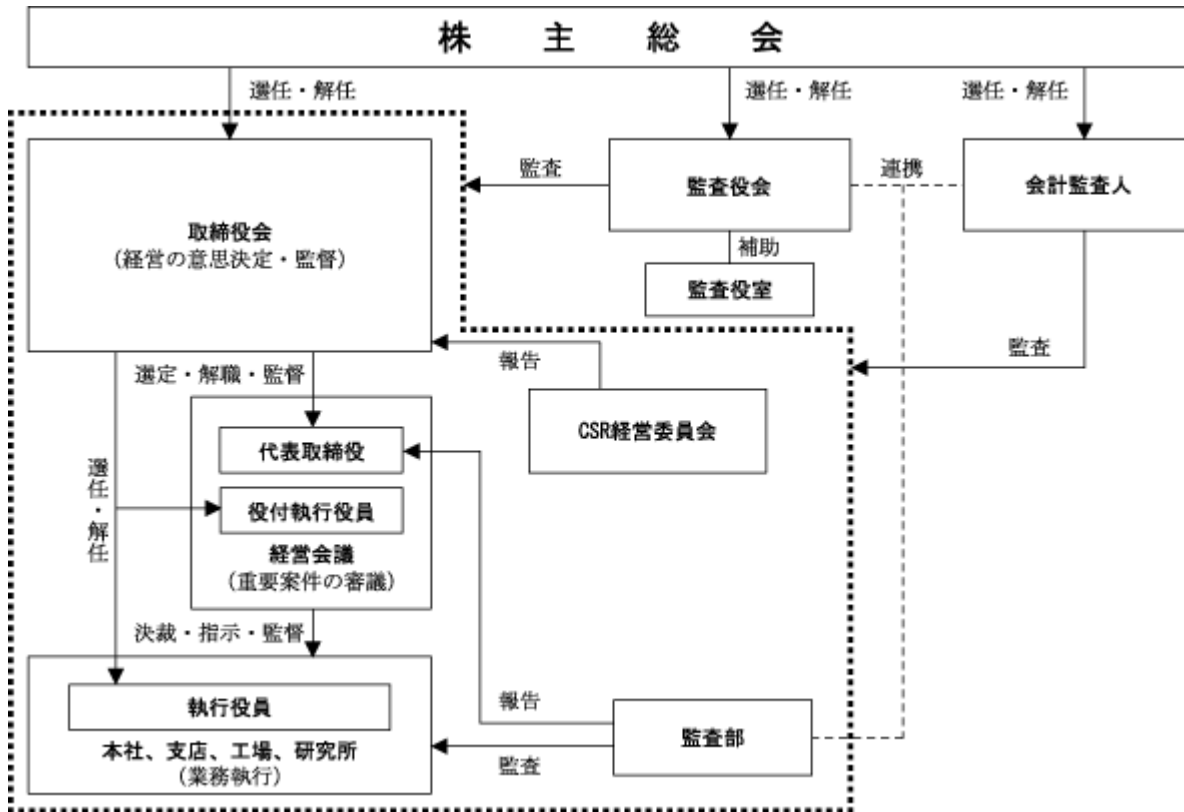 株主総会
選任・解任
選任・解任
選任・解任
取締役会
(経営の意思決定・監督)
監査
監査役会
連携
会計監査人
補助
監査役室
監査
報告
CSR経営委員会
選定・解職・監督
代表取締役
選任・解任
役付執行役員
経営会議
(重要案件の審議)
決裁・指示・監督
執行役員
本社、支店、工場、研究所
(業務執行)
報告
監査部
監査